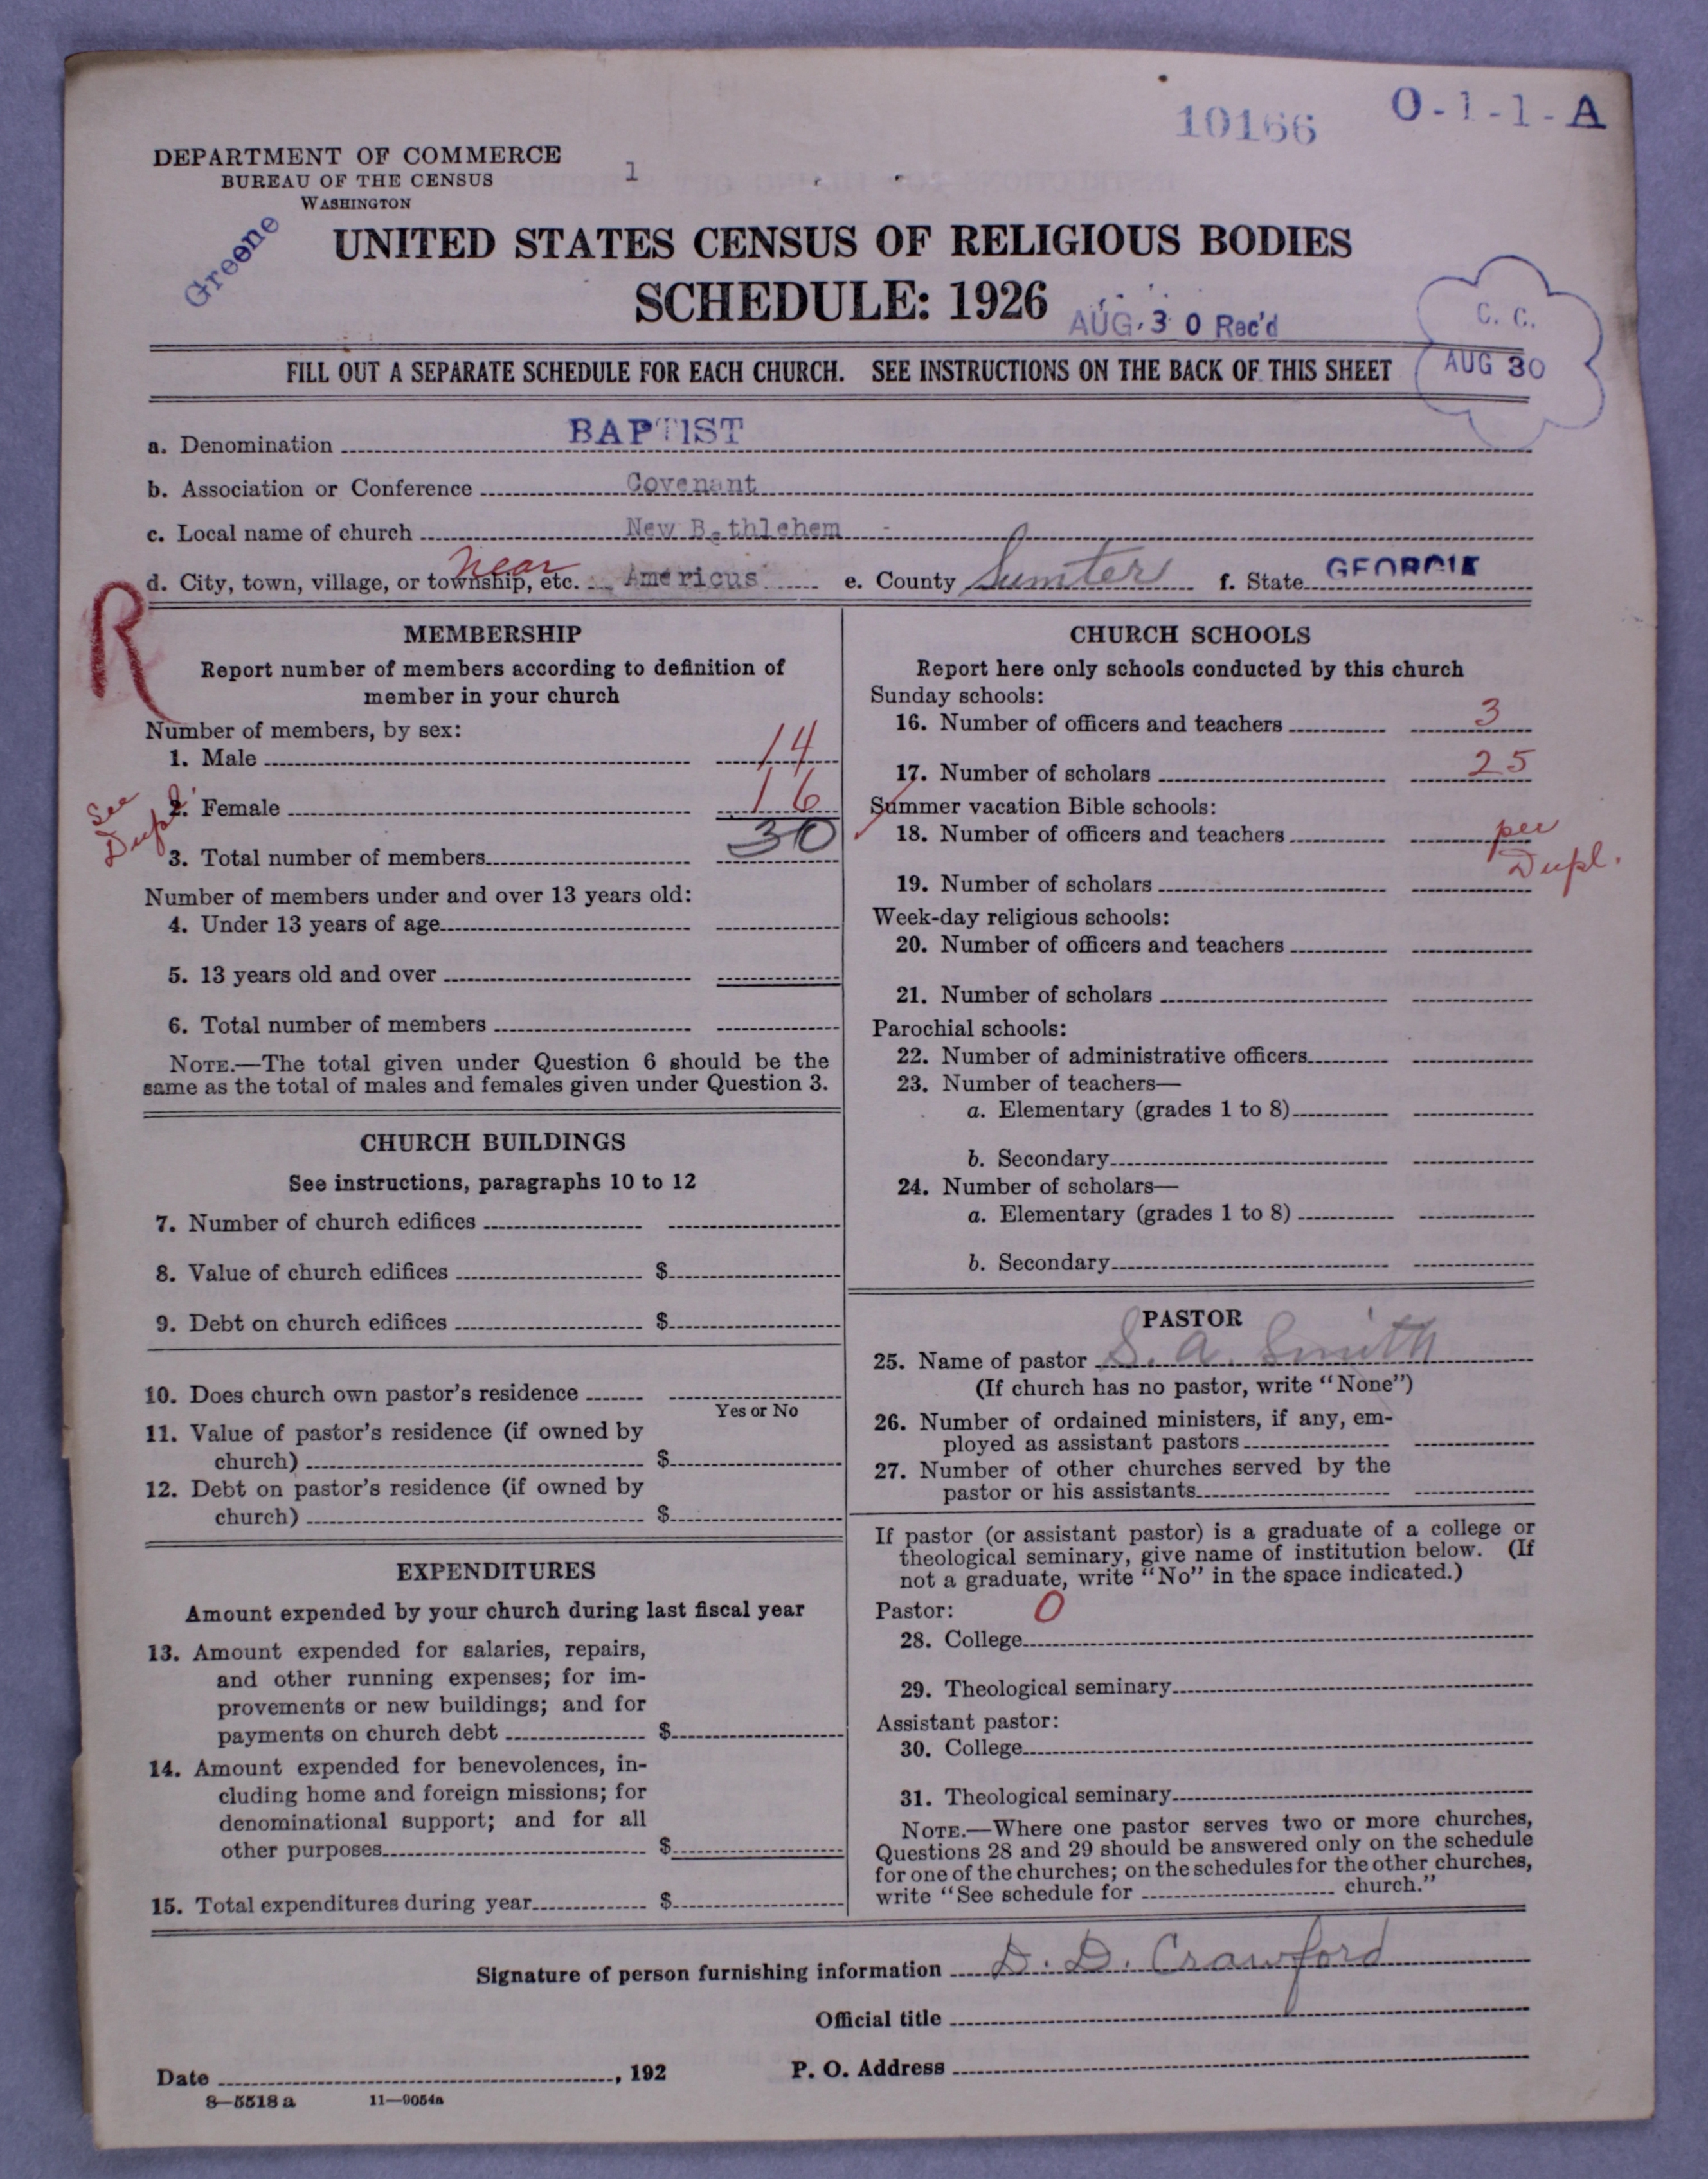 10166
O-1-1-A
DEPARTMENT OF COMMERCE
BUREAU OF THE CENSUS
WASHINGTON
1
Greene
UNITED STATES CENSUS OF RELIGIOUS BODIES
SCHEDULE: 1926
AUG 30 Rec'd
C. C.
AUG 30
FILL OUT A SEPARATE SCHEDULE FOR EACH CHURCH. SEE INSTRUCTIONS ON THE BACK OF THIS SHEET
a. Denomination BAPTIST
b. Association or Conference Covenant
c. Local name of church New Bethlehem
d. City, town, village, or township, etc. near Americus e. County Sumter f. State GEORGIA
R
MEMBERSHIP
Report number of members according to definition of
member in your church
Number of members, by sex:
1. Male 14
2. Female 16
See
Dupl.
3. Total number of members 30
Number of members under and over 13 years old:
4. Under 13 years of age
5. 13 years old and over
6. Total number of members
NOTE.—The total given under Question 6 should be the
same as the total of males and females given under Question 3.
CHURCH BUILDINGS
See instructions, paragraphs 10 to 12
7. Number of church edifices
8. Value of church edifices $
9. Debt on church edifices $
10. Does church own pastor's residence
Yes or No
11. Value of pastor's residence (if owned by
church) $
12. Debt on pastor's residence (if owned by
church) $
EXPENDITURES
Amount expended by your church during last fiscal year
13. Amount expended for salaries, repairs,
and other running expenses; for im-
provements or new buildings; and for
payments on church debt $
14. Amount expended for benevolences, in-
cluding home and foreign missions; for
denominational support; and for all
other purposes $
15. Total expenditures during year $
CHURCH SCHOOLS
Report here only schools conducted by this church
Sunday schools:
16. Number of officers and teachers 3
17. Number of scholars 25
Summer vacation Bible schools:
18. Number of officers and teachers per
Dupl.
19. Number of scholars
Week-day religious schools:
20. Number of officers and teachers
21. Number of scholars
Parochial schools:
22. Number of administrative officers
23. Number of teachers—
a. Elementary (grades 1 to 8)
b. Secondary
24. Number of scholars—
a. Elementary (grades 1 to 8)
b. Secondary
PASTOR
25. Name of pastor S. A. Smith
(If church has no pastor, write "None")
26. Number of ordained ministers, if any, em-
ployed as assistant pastors
27. Number of other churches served by the
pastor or his assistants
If pastor (or assistant pastor) is a graduate of a college or
theological seminary, give name of institution below. (If
not a graduate, write "No" in the space indicated.)
Pastor: 0
28. College
29. Theological seminary
Assistant pastor:
30. College
31. Theological seminary
NOTE.—Where one pastor serves two or more churches,
Questions 28 and 29 should be answered only on the schedule
for one of the churches; on the schedules for the other churches,
write "See schedule for church."
Signature of person furnishing information D. D. Crawford
Official title
Date , 192 P. O. Address
8—5518 a 11—9054a